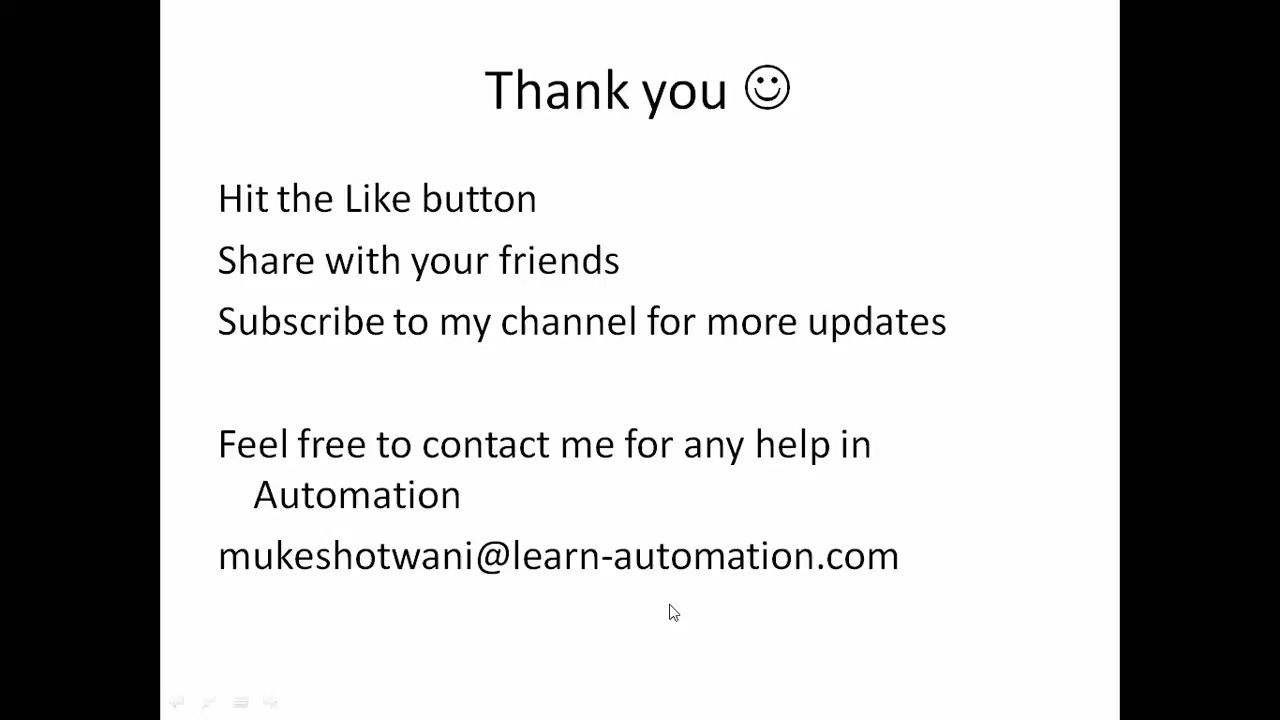 Thank you ☺
Hit the Like button
Share with your friends
Subscribe to my channel for more updates
Feel free to contact me for any help in
Automation
mukeshotwani@learn-automation.com